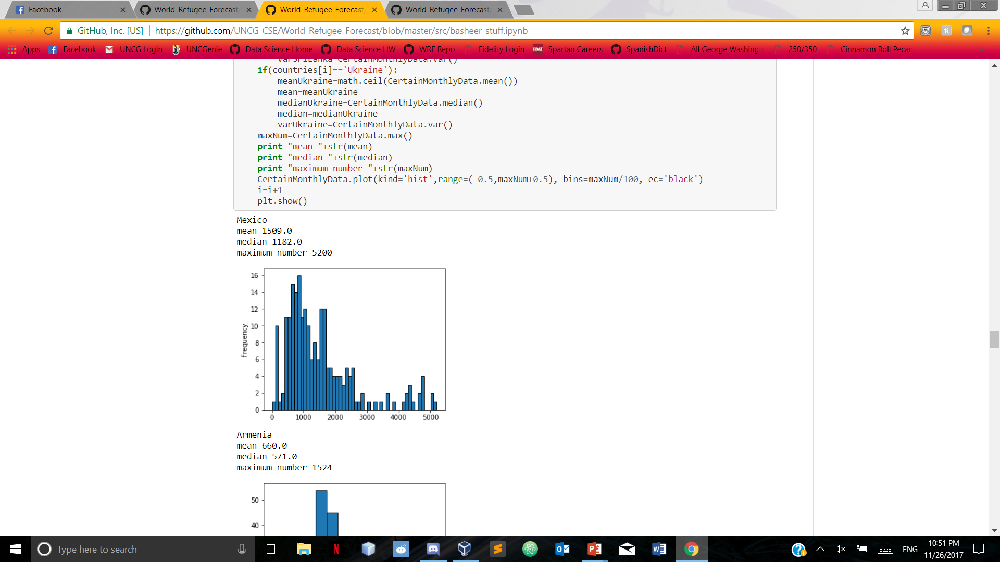 Facebook
World-Refugee-Forecast
World-Refugee-Forecast
World-Refugee-Forecast
GitHub, Inc. [US]
https://github.com/UNCG-CSE/World-Refugee-Forecast/blob/master/src/basheer_stuff.ipynb
Apps Facebook UNCG Login UNCGenie Data Science Home Data Science HW WRF Repo Fidelity Login Spartan Careers SpanishDict All George Washingt 250/350 Cinnamon Roll Pecan
varSriLanka=CertainMonthlyData.var()
if(countries[i]=='Ukraine'):
meanUkraine=math.ceil(CertainMonthlyData.mean())
mean=meanUkraine
medianUkraine=CertainMonthlyData.median()
median=medianUkraine
varUkraine=CertainMonthlyData.var()
maxNum=CertainMonthlyData.max()
print "mean "+str(mean)
print "median "+str(median)
print "maximum number "+str(maxNum)
CertainMonthlyData.plot(kind='hist',range=(-0.5,maxNum+0.5), bins=maxNum/100, ec='black')
i=i+1
plt.show()
Mexico
mean 1509.0
median 1182.0
maximum number 5200
16
14
12
10
8
6
4
2
0
Frequency
0 1000 2000 3000 4000 5000
Armenia
mean 660.0
median 571.0
maximum number 1524
50
40
Type here to search
ENG
10:51 PM
11/26/2017